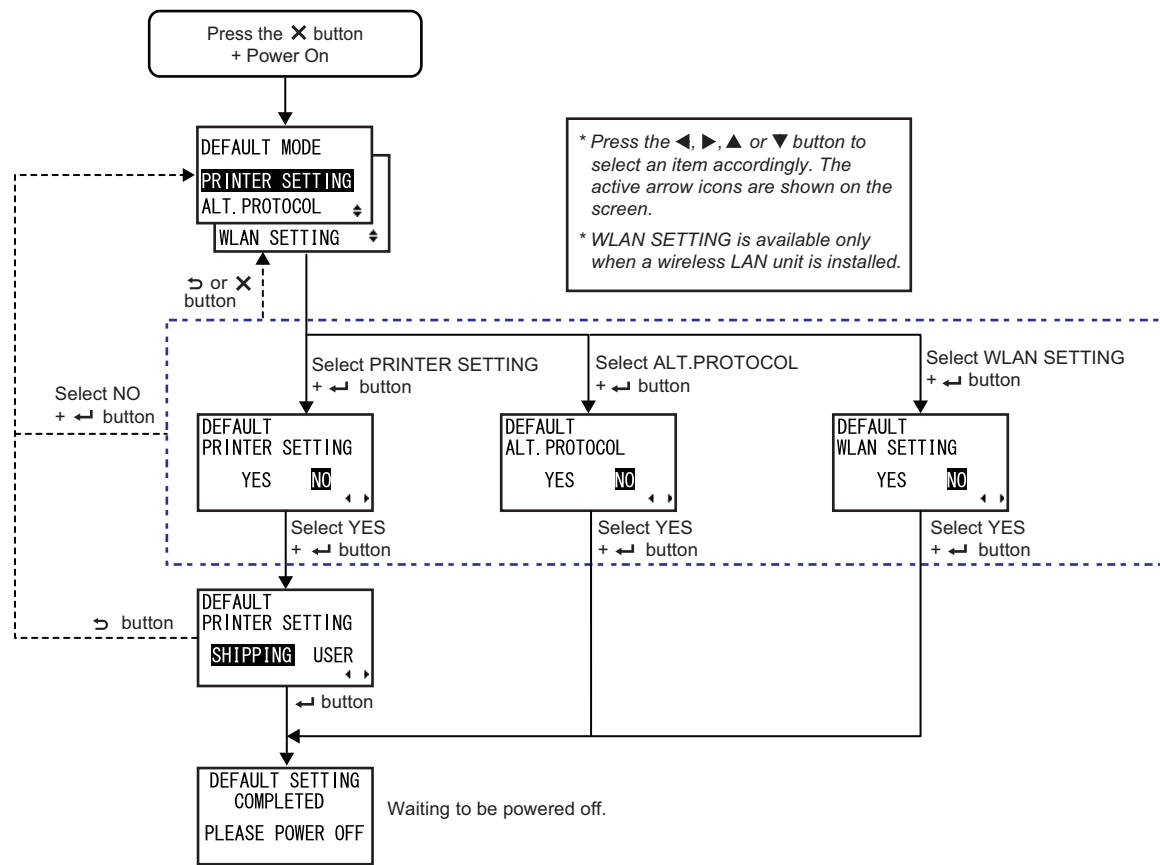 Press the ✕ button
+ Power On
DEFAULT MODE
PRINTER SETTING
ALT.PROTOCOL
WLAN SETTING
* Press the ◀, ▶, ▲ or ▼ button to
select an item accordingly. The
active arrow icons are shown on the
screen.
* WLAN SETTING is available only
when a wireless LAN unit is installed.
⮌ or ✕
button
Select NO
+ ↵ button
Select PRINTER SETTING
+ ↵ button
Select ALT.PROTOCOL
+ ↵ button
Select WLAN SETTING
+ ↵ button
DEFAULT
PRINTER SETTING
YES NO
DEFAULT
ALT.PROTOCOL
YES NO
DEFAULT
WLAN SETTING
YES NO
Select YES
+ ↵ button
Select YES
+ ↵ button
Select YES
+ ↵ button
⮌ button
DEFAULT
PRINTER SETTING
SHIPPING USER
↵ button
DEFAULT SETTING
COMPLETED
PLEASE POWER OFF
Waiting to be powered off.